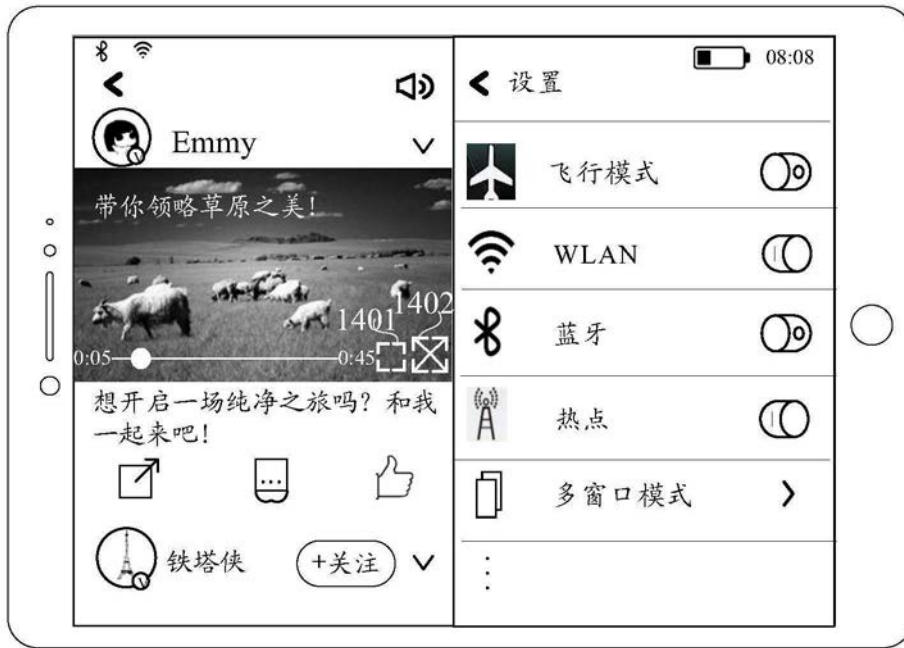 08:08
设置
Emmy
带你领略草原之美!
1401
1402
0:05
0:45
想开启一场纯净之旅吗? 和我
一起来吧!
铁塔侠
+关注
飞行模式
WLAN
蓝牙
热点
多窗口模式